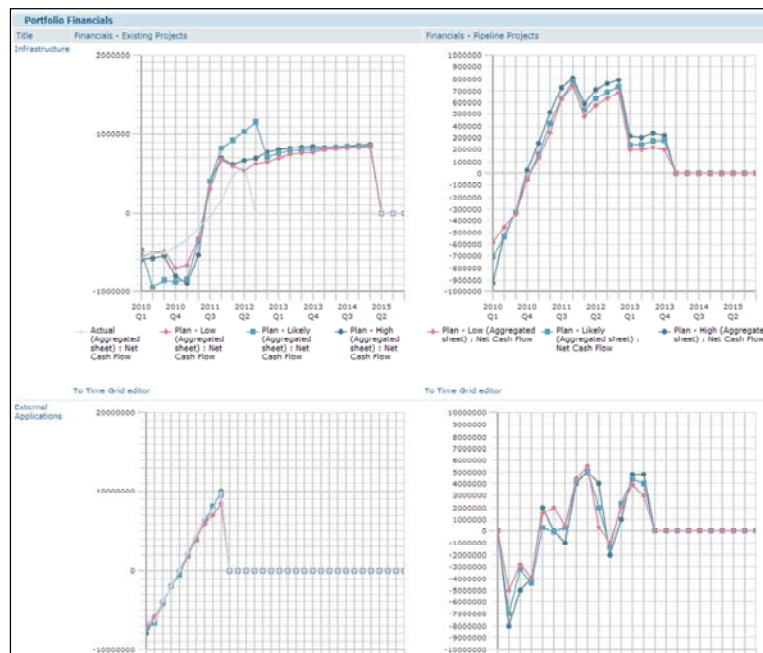 Portfolio Financials
Title
Financials - Existing Projects
Financials - Pipeline Projects
Infrastructure
2000000
1000000
0
-1000000
2010 Q1
2010 Q4
2011 Q3
2012 Q2
2013 Q1
2013 Q4
2014 Q3
2015 Q2
Actual (Aggregated sheet) : Net Cash Flow
Plan - Low (Aggregated sheet) : Net Cash Flow
Plan - Likely (Aggregated sheet) : Net Cash Flow
Plan - High (Aggregated sheet) : Net Cash Flow
1000000
900000
800000
700000
600000
500000
400000
300000
200000
100000
0
-100000
-200000
-300000
-400000
-500000
-600000
-700000
-800000
-900000
-1000000
2010 Q1
2010 Q4
2011 Q3
2012 Q2
2013 Q1
2013 Q4
2014 Q3
2015 Q2
Plan - Low (Aggregated sheet) : Net Cash Flow
Plan - Likely (Aggregated sheet) : Net Cash Flow
Plan - High (Aggregated sheet) : Net Cash Flow
To Time Grid editor
To Time Grid editor
External Applications
20000000
10000000
0
-10000000
10000000
9000000
8000000
7000000
6000000
5000000
4000000
3000000
2000000
1000000
0
-1000000
-2000000
-3000000
-4000000
-5000000
-6000000
-7000000
-8000000
-9000000
-10000000